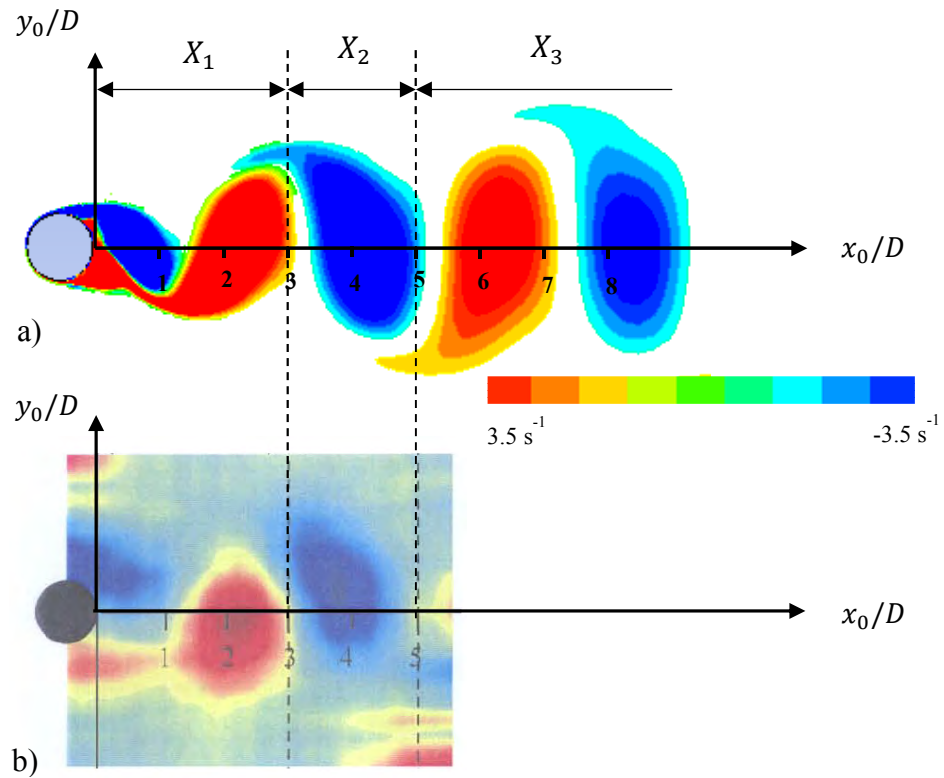 y₀/D
X₁ X₂ X₃
1 2 3 4 5 6 7 8
x₀/D
a)
3.5 s⁻¹ -3.5 s⁻¹
y₀/D
x₀/D
1 2 3 4 5
b)